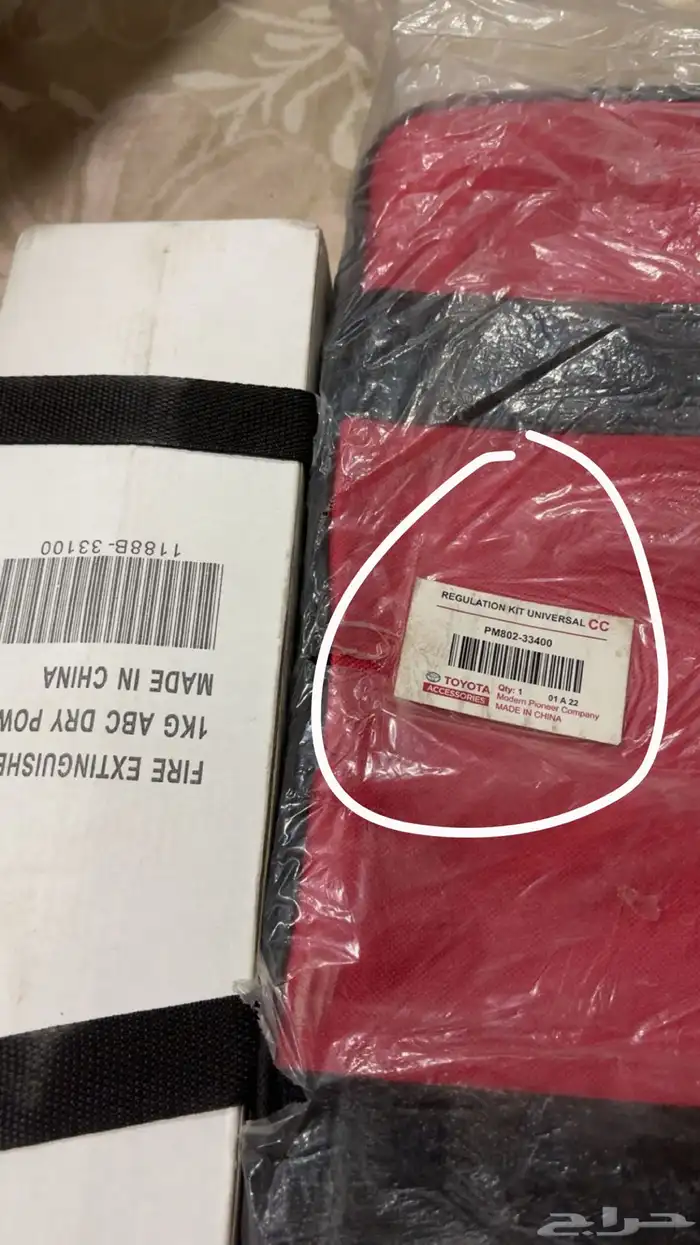 REGULATION KIT UNIVERSAL CC
PM802-33400
TOYOTA
ACCESSORIES
Qty: 1 01 A 22
Modern Pioneer Company
MADE IN CHINA
FIRE EXTINGUISHE
1KG ABC DRY POW
MADE IN CHINA
1188B-33100
حراج